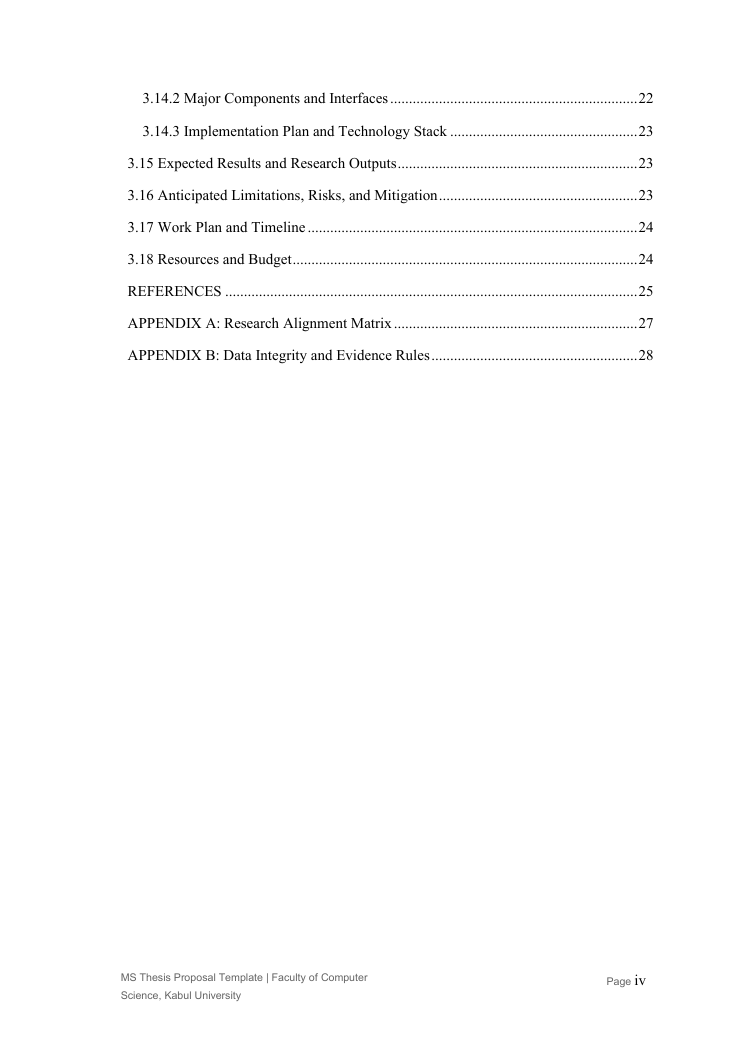 3.14.2 Major Components and Interfaces ................................................................. 22
3.14.3 Implementation Plan and Technology Stack ................................................. 23
3.15 Expected Results and Research Outputs............................................................... 23
3.16 Anticipated Limitations, Risks, and Mitigation .................................................... 23
3.17 Work Plan and Timeline ....................................................................................... 24
3.18 Resources and Budget........................................................................................... 24
REFERENCES ............................................................................................................ 25
APPENDIX A: Research Alignment Matrix ................................................................ 27
APPENDIX B: Data Integrity and Evidence Rules ...................................................... 28
MS Thesis Proposal Template | Faculty of Computer
Science, Kabul University
Page iv